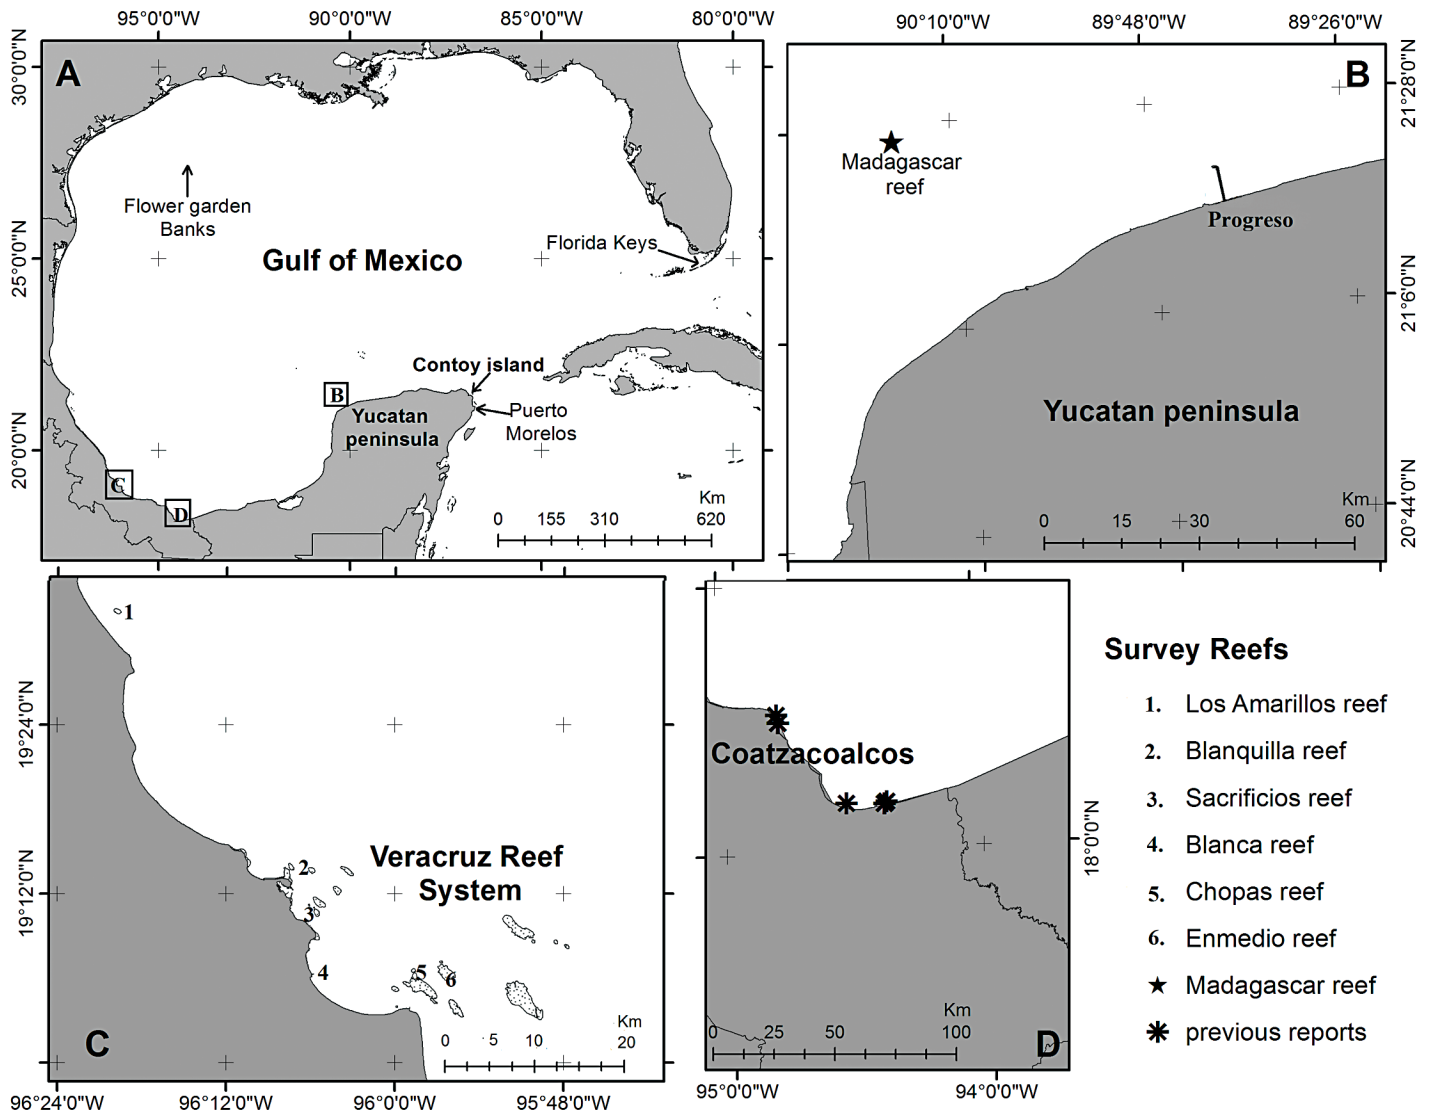 95°0'0"W
90°0'0"W
85°0'0"W
80°0'0"W
30°0'0"N
25°0'0"N
20°0'0"N
A
Flower garden
Banks
Gulf of Mexico
Florida Keys
Contoy island
B
Yucatan
peninsula
Puerto
Morelos
C
D
Km
0 155 310 620
90°10'0"W
89°48'0"W
89°26'0"W
21°28'0"N
21°6'0"N
20°44'0"N
B
Madagascar
reef
Progreso
Yucatan peninsula
Km
0 15 30 60
1
19°24'0"N
19°12'0"N
2
Veracruz Reef
System
3
4
5
6
C
Km
0 5 10 20
96°24'0"W
96°12'0"W
96°0'0"W
95°48'0"W
Coatzacoalcos
18°0'0"N
Km
0 25 50 100
D
95°0'0"W
94°0'0"W
Survey Reefs
1. Los Amarillos reef
2. Blanquilla reef
3. Sacrificios reef
4. Blanca reef
5. Chopas reef
6. Enmedio reef
Madagascar reef
previous reports